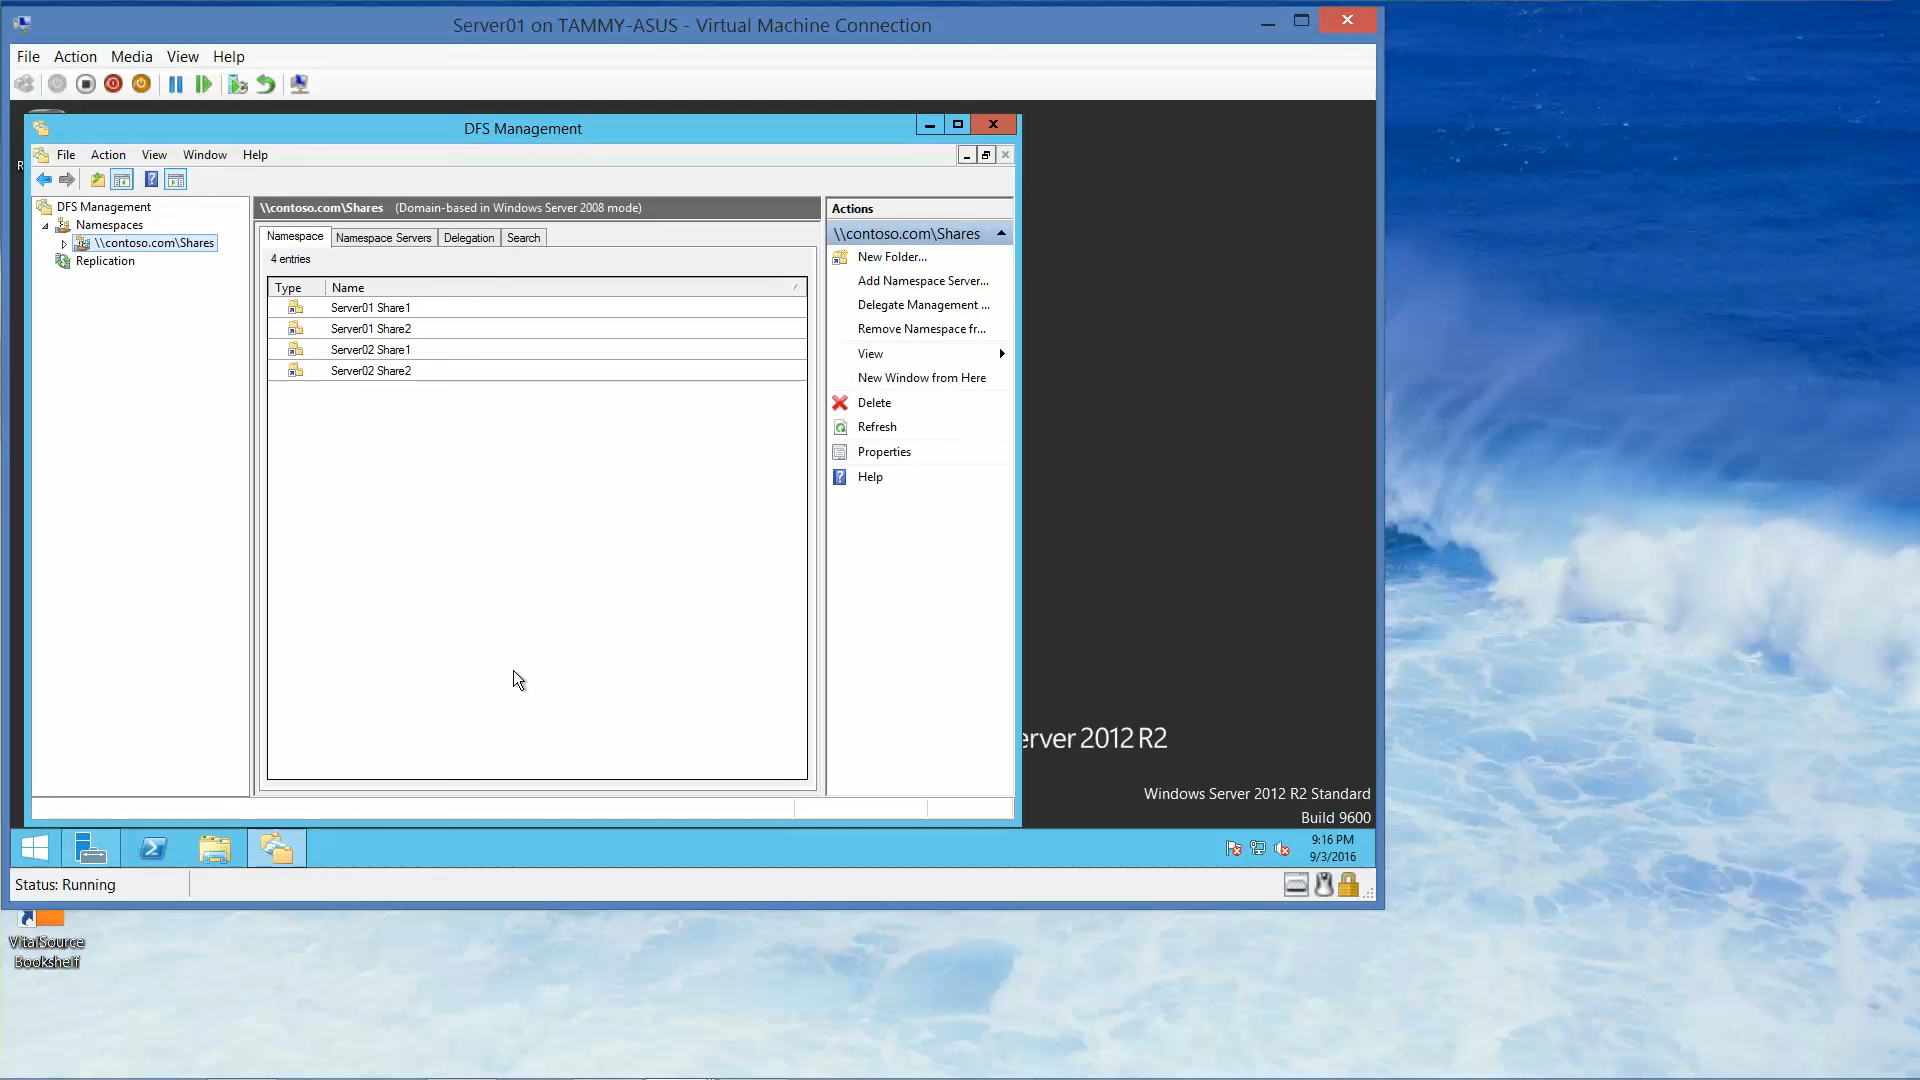 Server01 on TAMMY-ASUS - Virtual Machine Connection
File Action Media View Help
DFS Management
File Action View Window Help
R
DFS Management
Namespaces
\\contoso.com\Shares
Replication
\\contoso.com\Shares (Domain-based in Windows Server 2008 mode)
Namespace Namespace Servers Delegation Search
4 entries
Type Name
Server01 Share1
Server01 Share2
Server02 Share1
Server02 Share2
Actions
\\contoso.com\Shares
New Folder...
Add Namespace Server...
Delegate Management ...
Remove Namespace fr...
View
New Window from Here
Delete
Refresh
Properties
Help
erver 2012 R2
Windows Server 2012 R2 Standard
Build 9600
9:16 PM
9/3/2016
Status: Running
VitalSource
Bookshelf